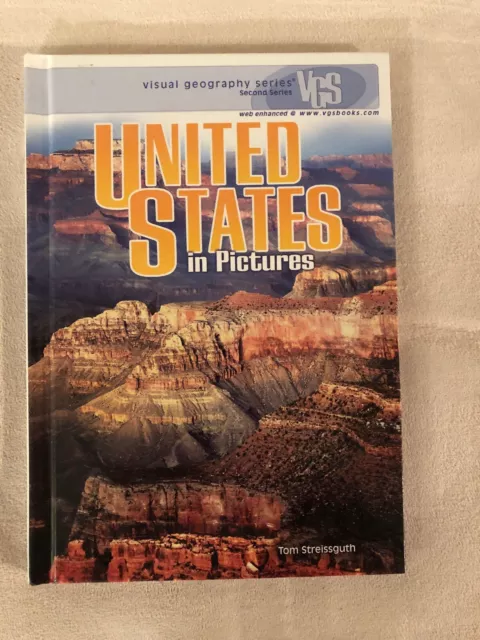 visual geography series®
Second Series
VGS
web enhanced @ www.vgsbooks.com
UNITED
STATES
in Pictures
Tom Streissguth